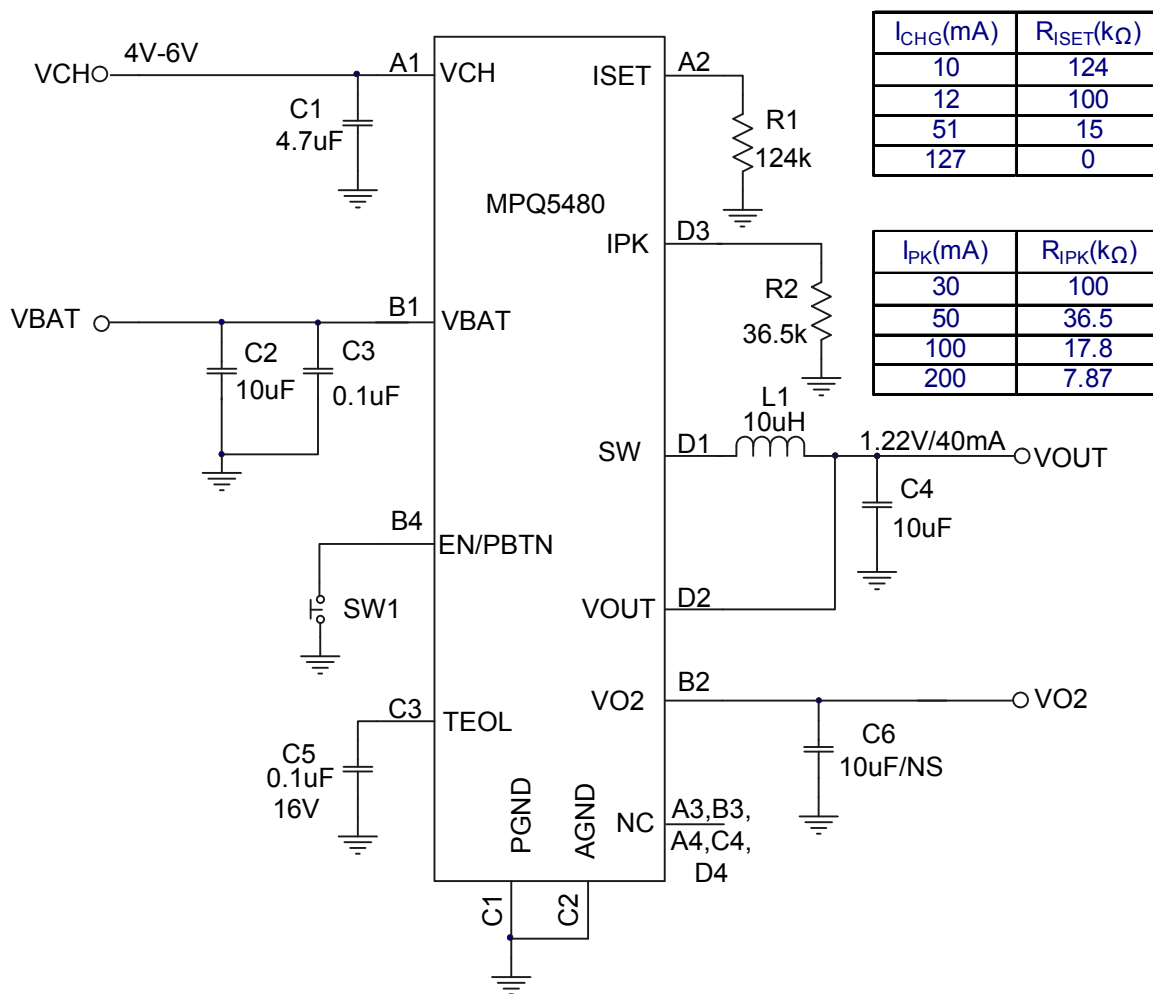 VCH
4V-6V
A1
VCH
C1
4.7uF
ISET
A2
R1
124k
I_CHG(mA) R_ISET(kΩ)
10 124
12 100
51 15
127 0
MPQ5480
IPK
D3
R2
36.5k
I_PK(mA) R_IPK(kΩ)
30 100
50 36.5
100 17.8
200 7.87
VBAT
B1
VBAT
C2
10uF
C3
0.1uF
SW
D1
L1
10uH
1.22V/40mA
VOUT
C4
10uF
B4
EN/PBTN
SW1
VOUT
D2
VO2
B2
VO2
C6
10uF/NS
C3
TEOL
C5
0.1uF
16V
PGND
AGND
NC
A3,B3,
A4,C4,
D4
C1
C2